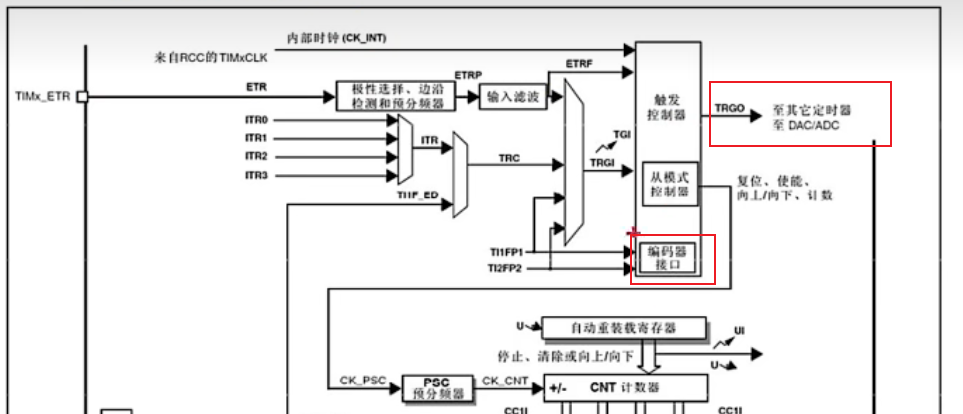 内部时钟 (CK_INT)
来自RCC的TIMxCLK
ETRF
ETRP
ETR
TIMx_ETR
极性选择、边沿
检测和预分频器
输入滤波
触发
控制器
TRGO
至其它定时器
至 DAC/ADC
ITR0
ITR1
ITR2
ITR3
ITR
TRC
TGI
TRGI
TI1F_ED
从模式
控制器
复位、使能、
向上/向下、计数
TI1FP1
TI2FP2
编码器
接口
U
自动重装载寄存器
UI
停止、清除或向上/向下
U
CK_PSC
PSC
预分频器
CK_CNT
+/-
CNT 计数器